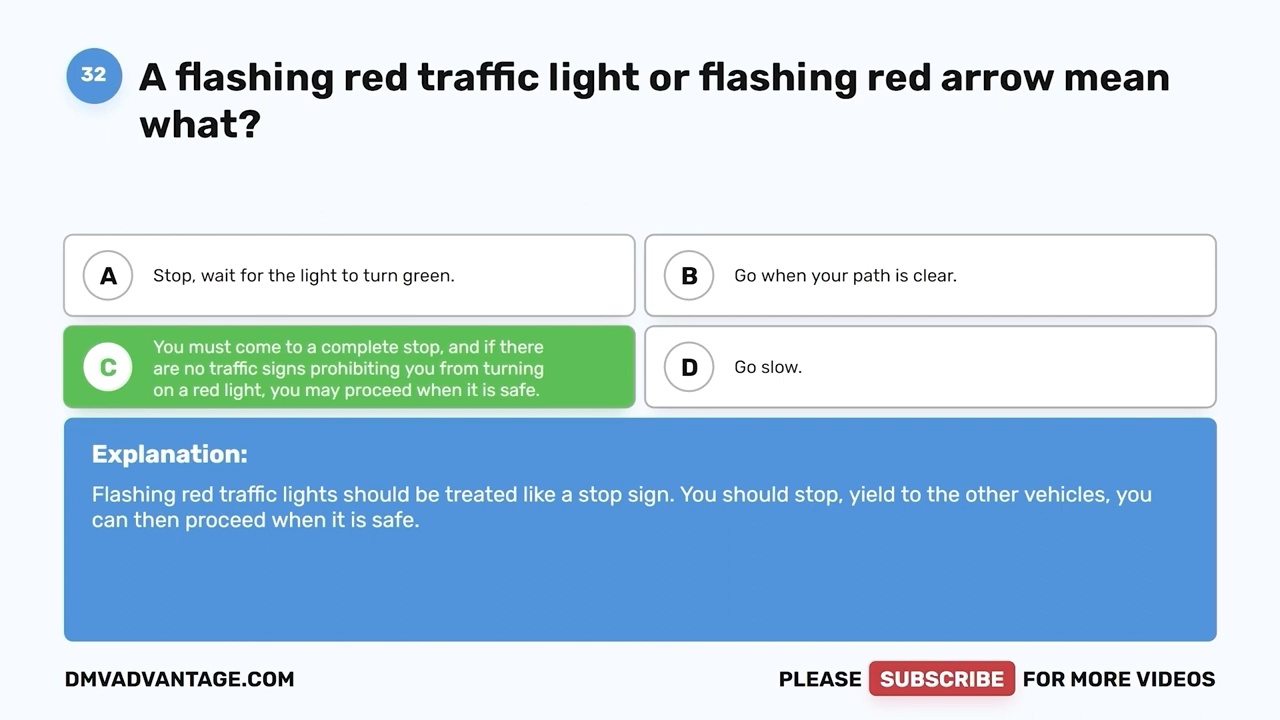 32
A flashing red traffic light or flashing red arrow mean
what?
A
Stop, wait for the light to turn green.
B
Go when your path is clear.
C
You must come to a complete stop, and if there
are no traffic signs prohibiting you from turning
on a red light, you may proceed when it is safe.
D
Go slow.
Explanation:
Flashing red traffic lights should be treated like a stop sign. You should stop, yield to the other vehicles, you
can then proceed when it is safe.
DMVADVANTAGE.COM
PLEASE SUBSCRIBE FOR MORE VIDEOS